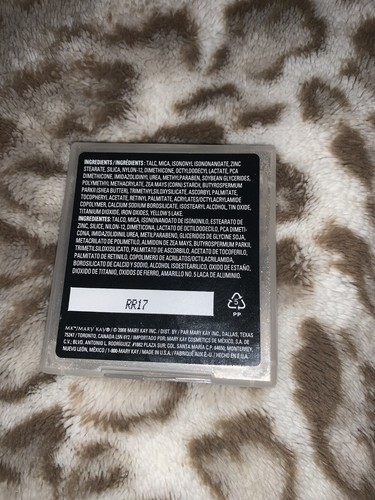 INGREDIENTS / INGRÉDIENTS: TALC, MICA, ISONONYL ISONONANOATE, ZINC
STEARATE, SILICA, NYLON-12, DIMETHICONE, OCTYLDODECYL LACTATE, PCA
DIMETHICONE, IMIDAZOLIDINYL UREA, METHYLPARABEN, SOYBEAN GLYCERIDES,
POLYMETHYL METHACRYLATE, ZEA MAYS (CORN) STARCH, BUTYROSPERMUM
PARKII (SHEA BUTTER), TRIMETHYLSILOXYSILICATE, ASCORBYL PALMITATE,
TOCOPHERYL ACETATE, RETINYL PALMITATE, ACRYLATES/OCTYLACRYLAMIDE
COPOLYMER, CALCIUM SODIUM BOROSILICATE, ISOSTEARYL ALCOHOL, TIN OXIDE,
TITANIUM DIOXIDE, IRON OXIDES, YELLOW 5 LAKE.
INGREDIENTES: TALCO, MICA, ISONONANOATO DE ISONONILO, ESTEARATO DE
ZINC, SILICE, NILON-12, DIMETICONA, LACTATO DE OCTILDODECILO, PCA DIMETI-
CONA, IMIDAZOLIDINIL UREA, METILPARABENO, GLICERIDOS DE GLYCINE SOJA,
METACRILATO DE POLIMETILO, ALMIDON DE ZEA MAYS, BUTYROSPERMUM PARKII,
TRIMETILSILOXISILICATO, PALMITATO DE ASCORBILO, ACETATO DE TOCOFERILO,
PALMITATO DE RETINILO, COPOLIMERO DE ACRILATOS/OCTILACRILAMIDA,
BOROSILICATO DE CALCIO Y SODIO, ALCOHOL ISOESTEARILICO, OXIDO DE ESTAÑO,
DIOXIDO DE TITANIO, OXIDOS DE FIERRO, AMARILLO NO. 5 LACA DE ALUMINIO.
RR17
5
PP
MK®/MARY KAY® / © 2008 MARY KAY INC. / DIST. BY / PAR MARY KAY INC., DALLAS, TEXAS
75247 / TORONTO, CANADA L5N 6Y2 / IMPORTADO POR: MARY KAY COSMETICS DE MÉXICO, S.A. DE
C.V.; BLVD. ANTONIO L. RODRÍGUEZ #1882 PLAZA SUR; COL. SANTA MARÍA C.P. 64650, MONTERREY,
NUEVO LEÓN, MÉXICO / 1-800-MARY KAY / MADE IN U.S.A. / FABRIQUÉ AUX É.-U. / HECHO EN E.U.A.